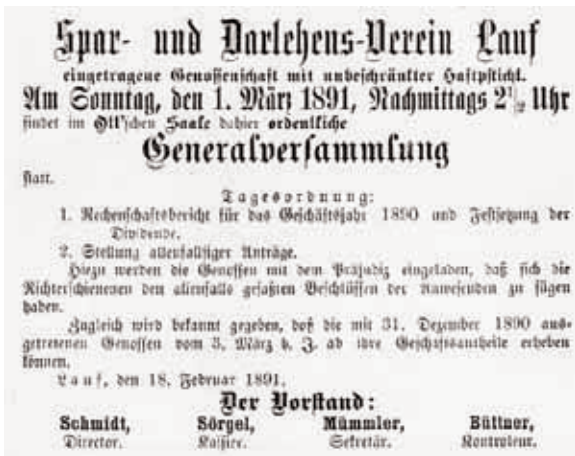 Spar- und Darlehens-Verein Lauf
eingetragene Genossenschaft mit unbeschränkter Haftpflicht.
Am Sonntag, den 1. März 1891, Nachmittags 2½ Uhr
findet im Ott'schen Saale dahier ordentliche
Generalversammlung
statt.
Tagesordnung:
1. Rechenschaftsbericht für das Geschäftsjahr 1890 und Festsetzung der
Dividende.
2. Stellung allenfallsiger Anträge.
Hiezu werden die Genossen mit dem Präjudiz eingeladen, daß sich die
Nichterschienenen den allenfalls gefaßten Beschlüssen der Anwesenden zu fügen
haben.
Zugleich wird bekannt gegeben, daß die mit 31. Dezember 1890 aus-
getretenen Genossen vom 3. März d. J. ab ihre Geschäftsantheile erheben
können.
Lauf, den 18. Februar 1891.
Der Vorstand:
Schmidt, Sörgel, Mümmler, Büttner,
Director. Kassier. Sekretär. Kontroleur.